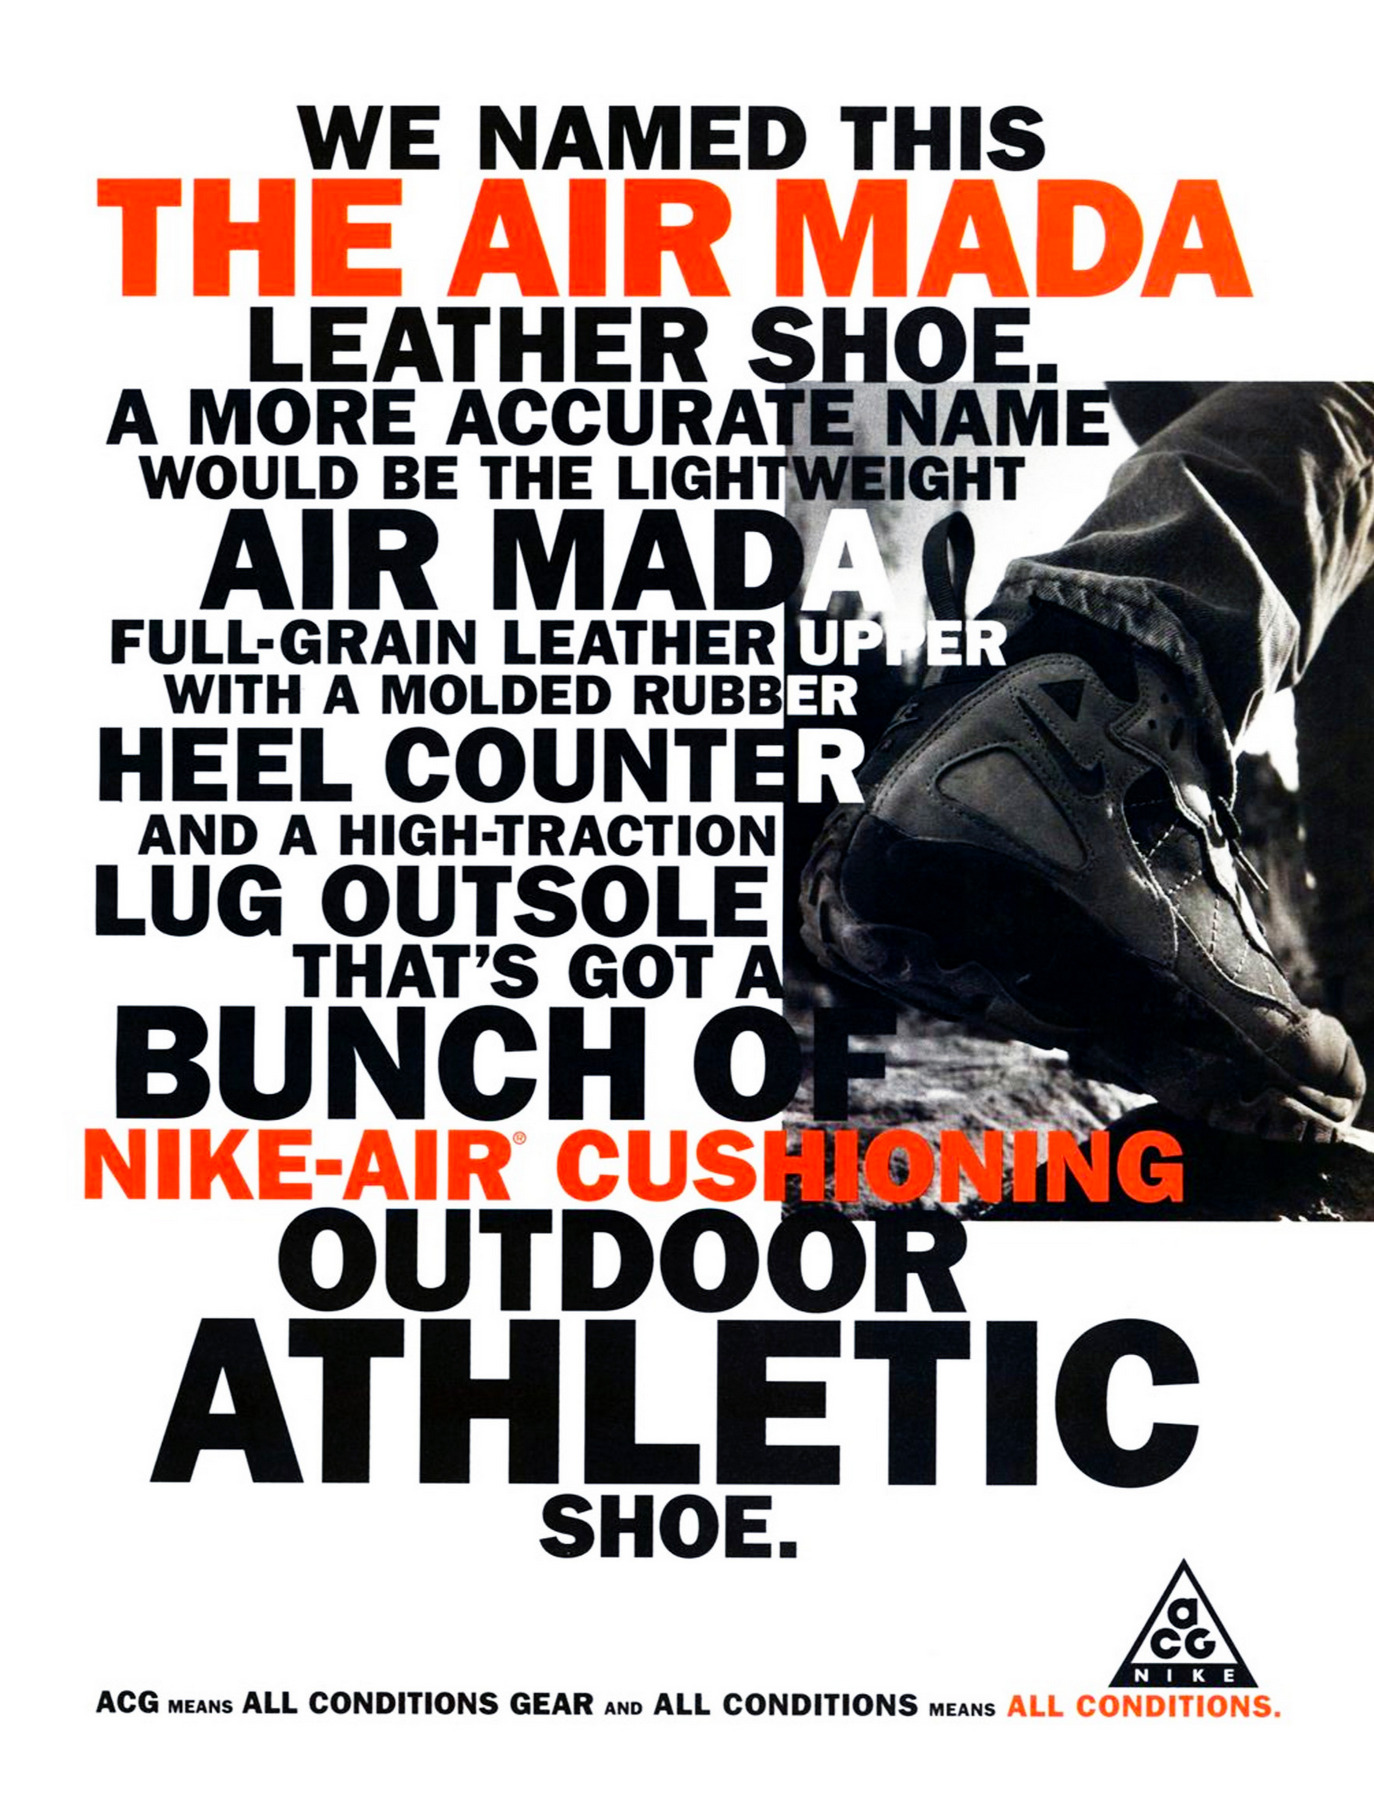 WE NAMED THIS
THE AIR MADA
LEATHER SHOE.
A MORE ACCURATE NAME
WOULD BE THE LIGHTWEIGHT
AIR MADA
FULL-GRAIN LEATHER UPPER
WITH A MOLDED RUBBER
HEEL COUNTER
AND A HIGH-TRACTION
LUG OUTSOLE
THAT'S GOT A
BUNCH OF
NIKE-AIR® CUSHIONING
OUTDOOR
ATHLETIC
SHOE.
a
CG
NIKE
ACG MEANS ALL CONDITIONS GEAR AND ALL CONDITIONS MEANS ALL CONDITIONS.